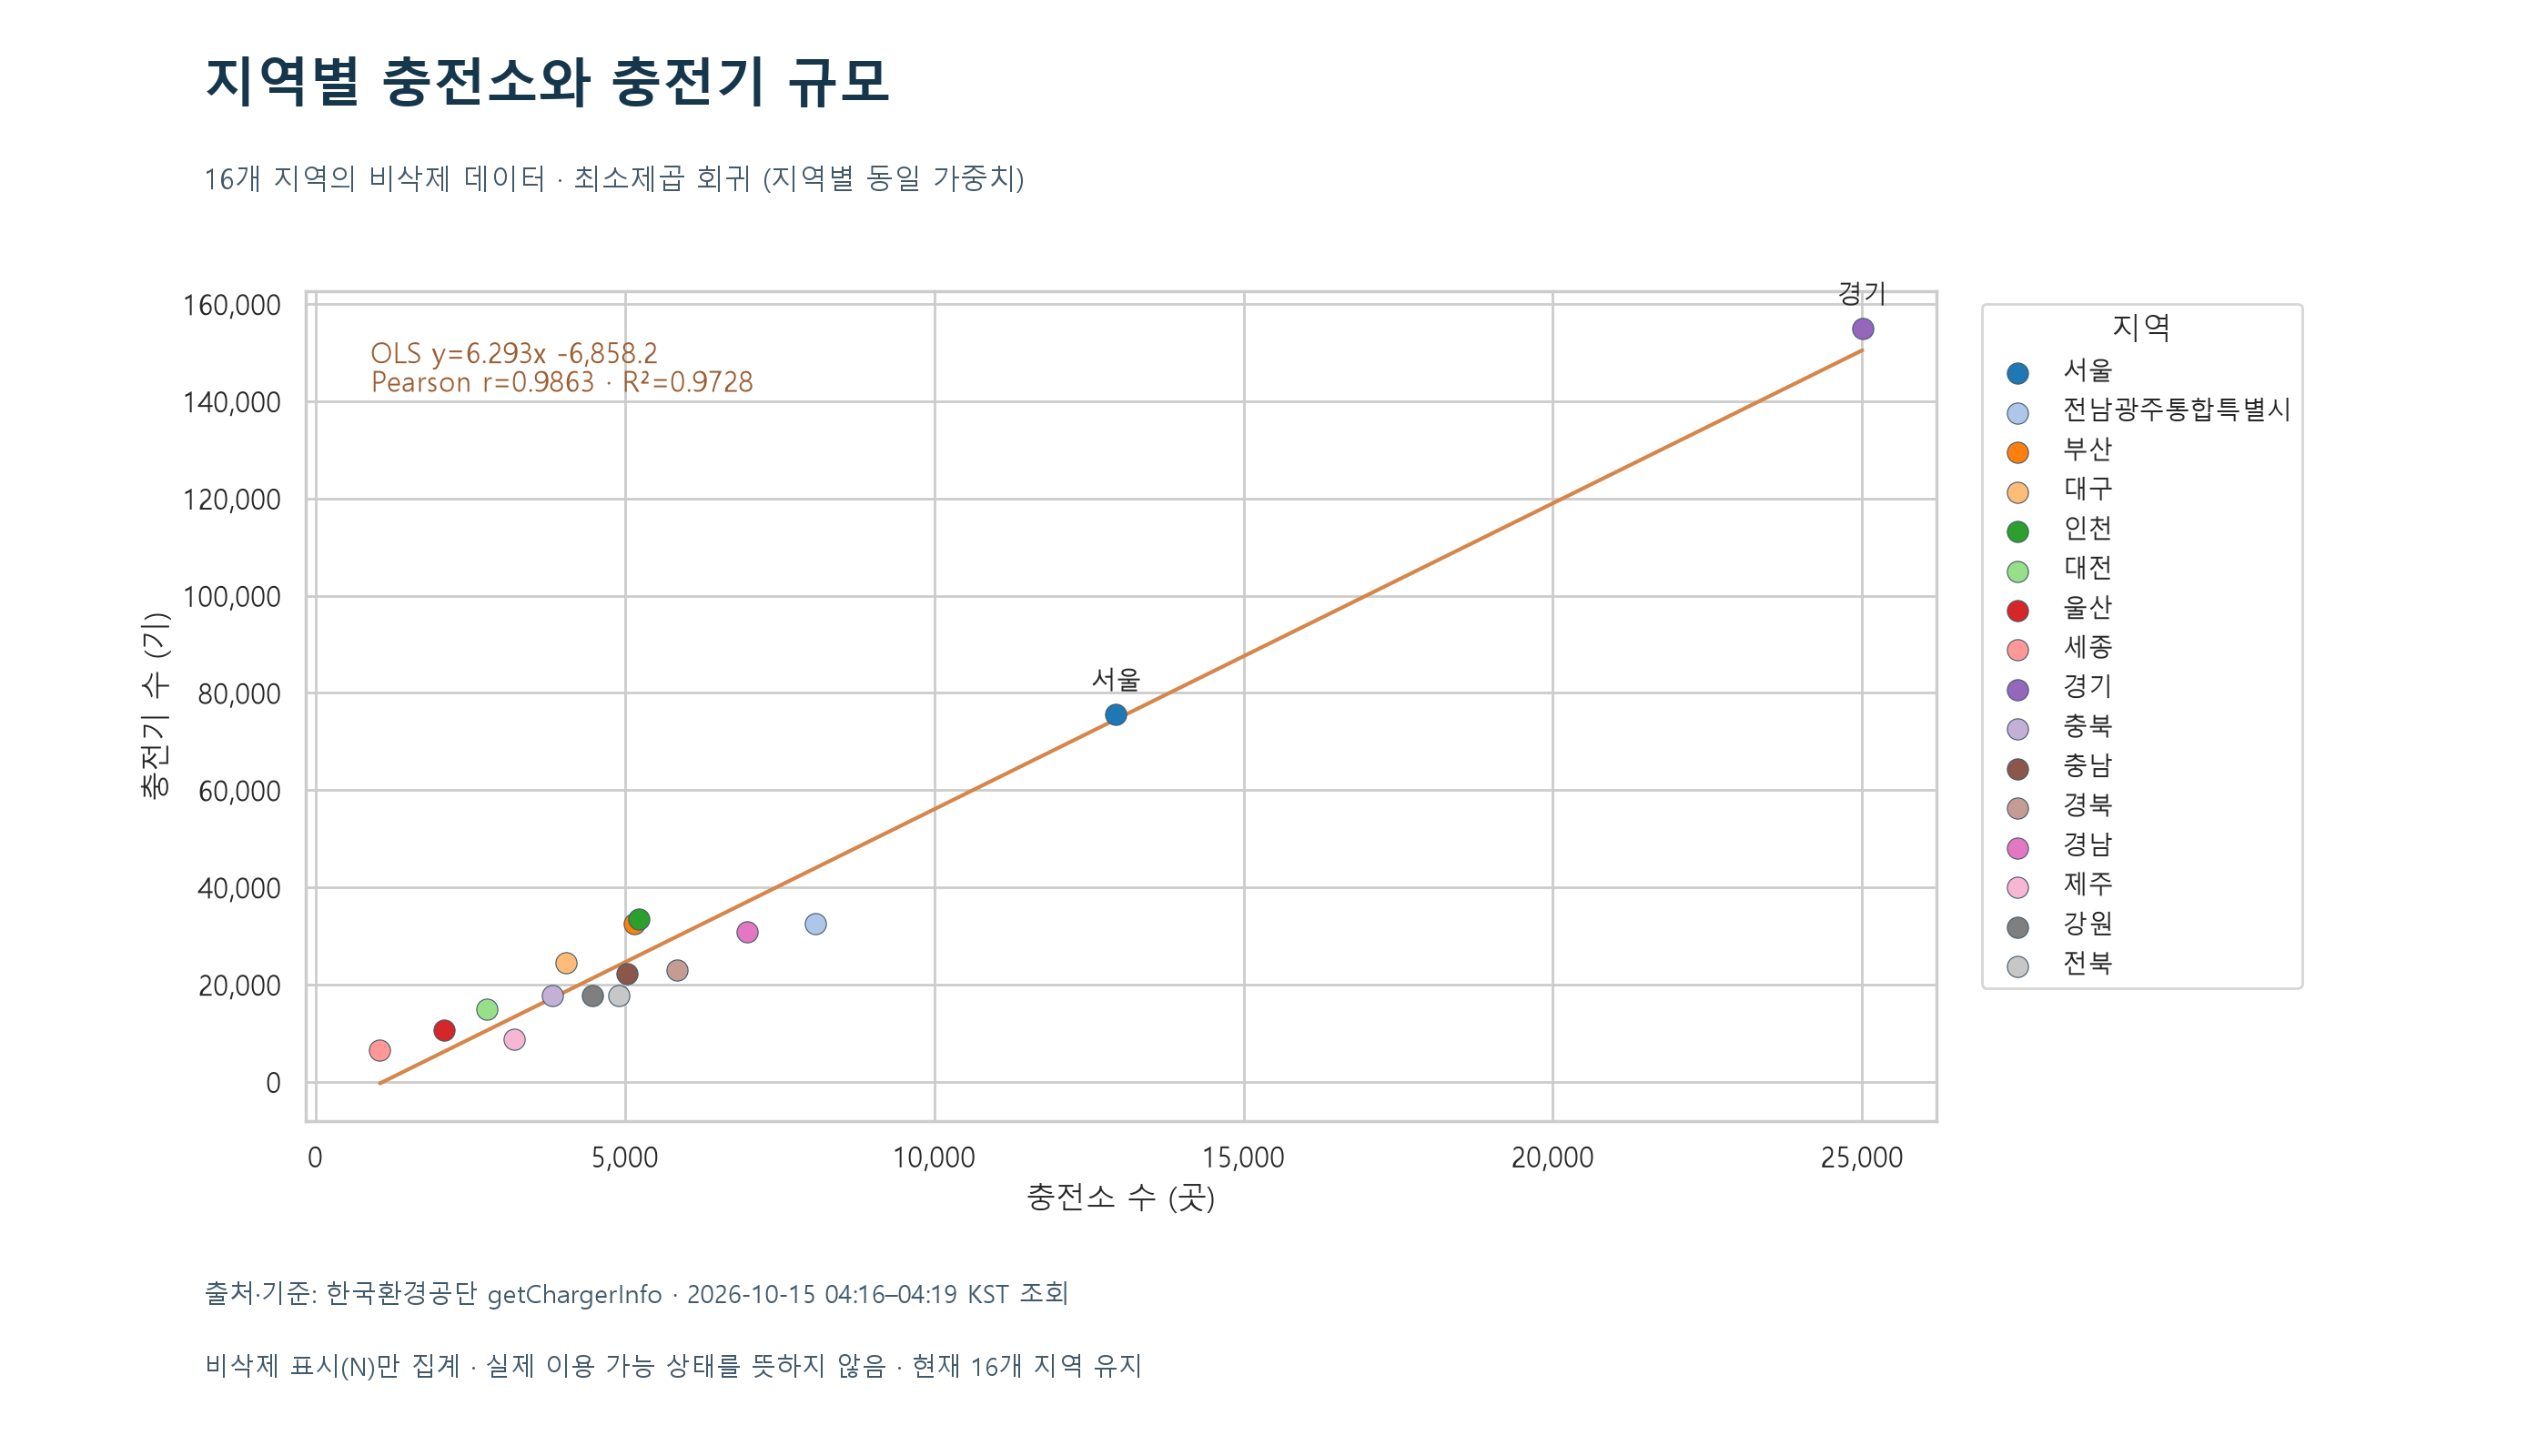 지역별 충전소와 충전기 규모
16개 지역의 비삭제 데이터 · 최소제곱 회귀 (지역별 동일 가중치)
160,000
140,000
120,000
100,000
80,000
60,000
40,000
20,000
0
충전기 수 (기)
OLS y=6.293x -6,858.2
Pearson r=0.9863 · R²=0.9728
경기
서울
0
5,000
10,000
15,000
20,000
25,000
충전소 수 (곳)
지역
서울
전남광주통합특별시
부산
대구
인천
대전
울산
세종
경기
충북
충남
경북
경남
제주
강원
전북
출처·기준: 한국환경공단 getChargerInfo · 2026-10-15 04:16–04:19 KST 조회
비삭제 표시(N)만 집계 · 실제 이용 가능 상태를 뜻하지 않음 · 현재 16개 지역 유지